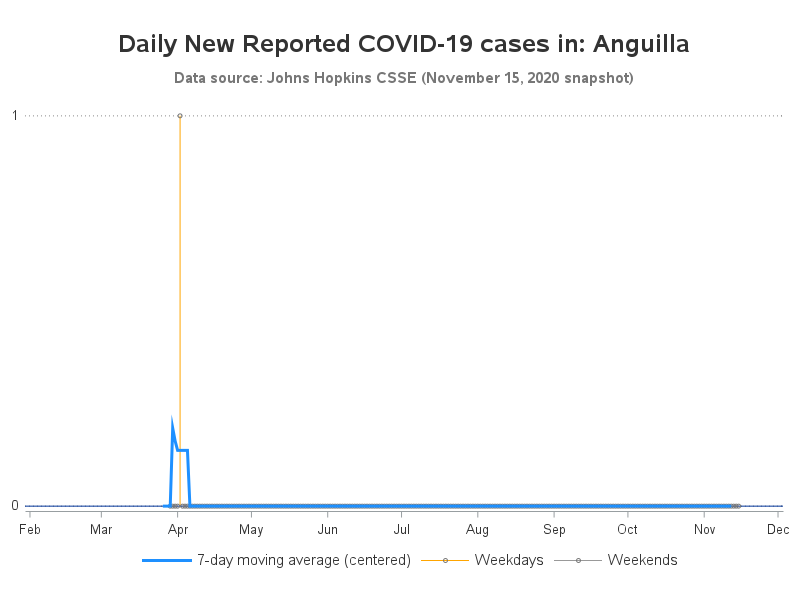 Daily New Reported COVID-19 cases in: Anguilla
Data source: Johns Hopkins CSSE (November 15, 2020 snapshot)
1
0
Feb Mar Apr May Jun Jul Aug Sep Oct Nov Dec
7-day moving average (centered) Weekdays Weekends